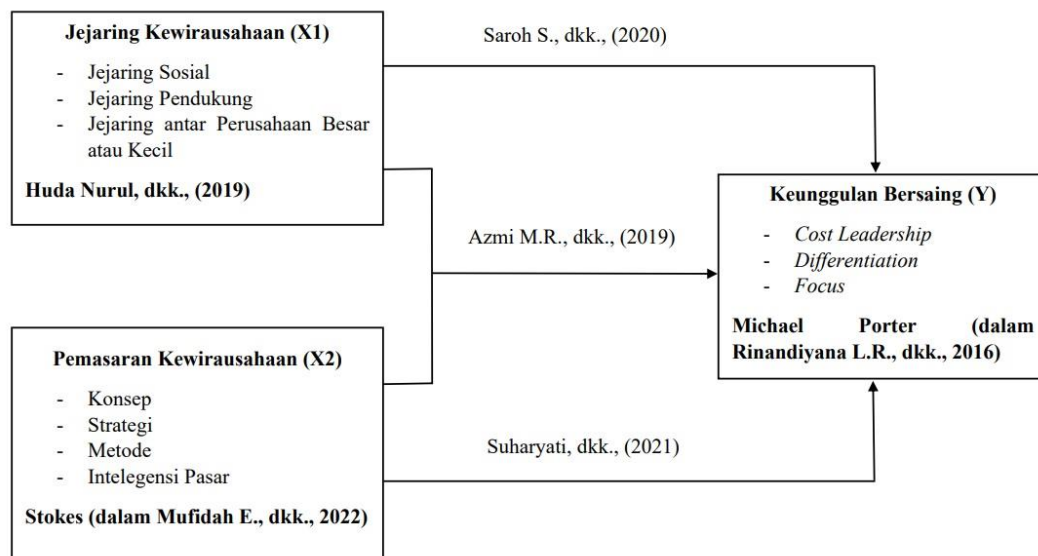 Jejaring Kewirausahaan (X1)
- Jejaring Sosial
- Jejaring Pendukung
- Jejaring antar Perusahaan Besar
atau Kecil
Huda Nurul, dkk., (2019)
Saroh S., dkk., (2020)
Azmi M.R., dkk., (2019)
Keunggulan Bersaing (Y)
- Cost Leadership
- Differentiation
- Focus
Michael Porter (dalam
Rinandiyana L.R., dkk., 2016)
Pemasaran Kewirausahaan (X2)
- Konsep
- Strategi
- Metode
- Intelegensi Pasar
Stokes (dalam Mufidah E., dkk., 2022)
Suharyati, dkk., (2021)